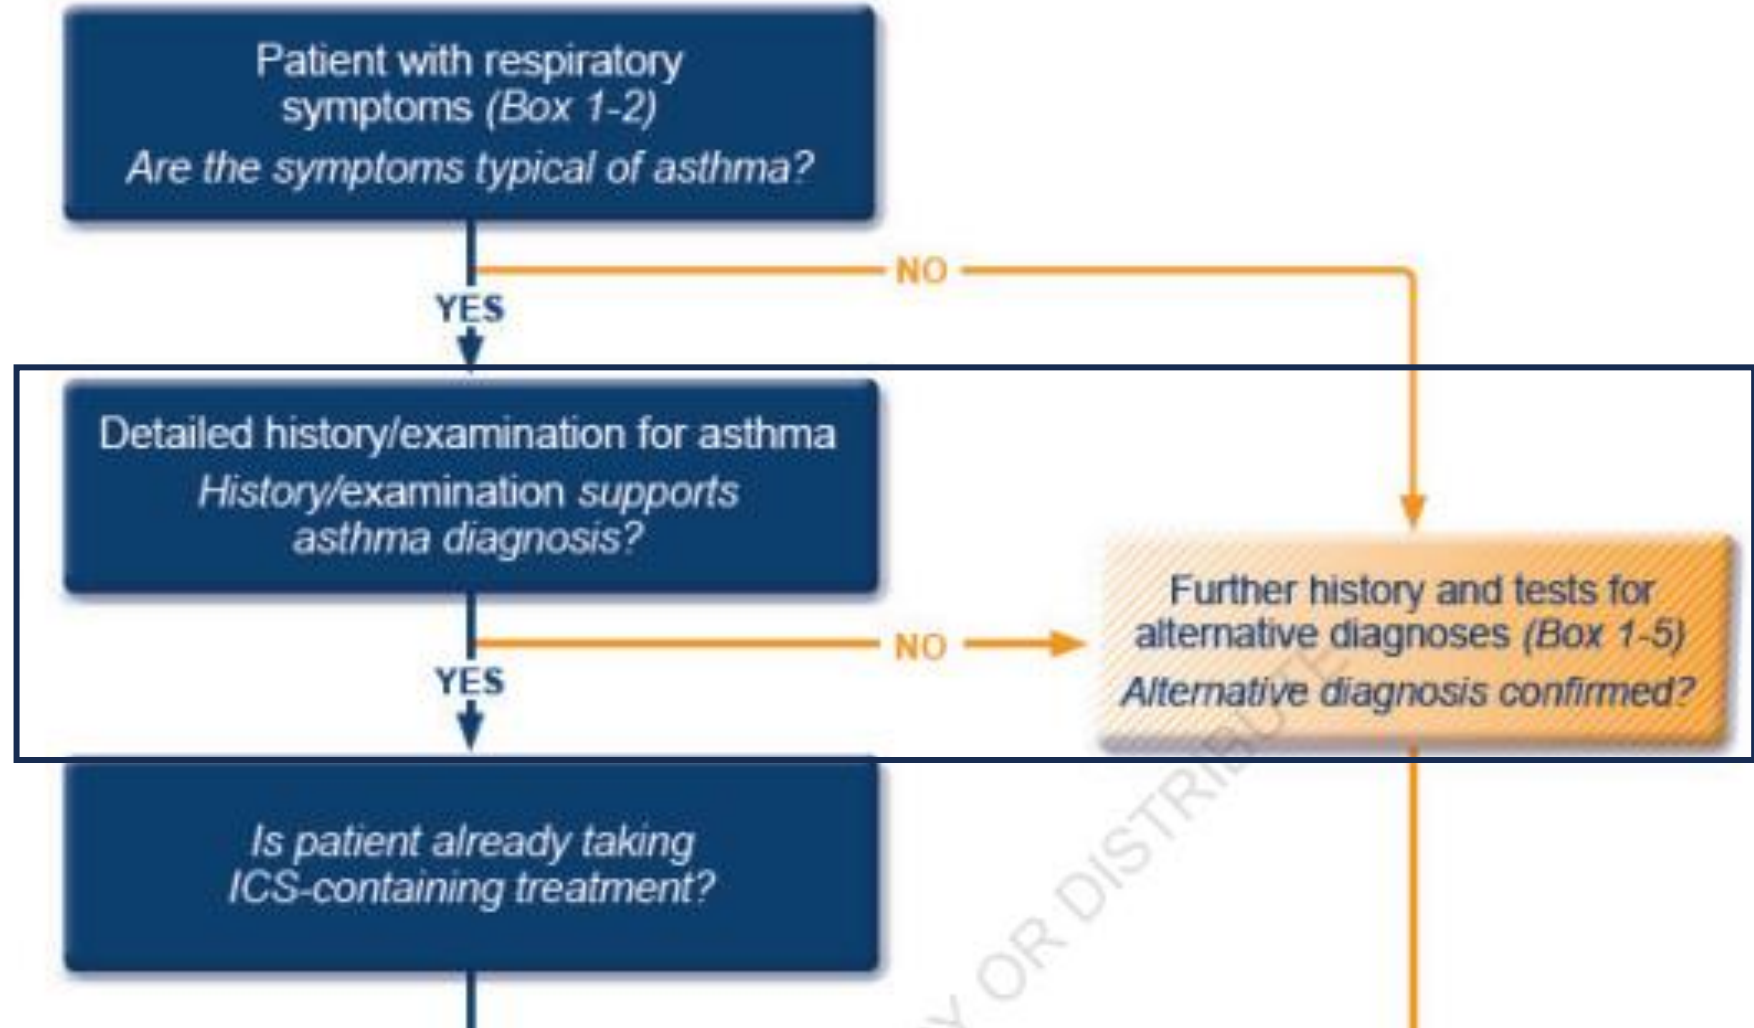 Patient with respiratory
symptoms (Box 1-2)
Are the symptoms typical of asthma?
NO
YES
Detailed history/examination for asthma
History/examination supports
asthma diagnosis?
NO
YES
Further history and tests for
alternative diagnoses (Box 1-5)
Alternative diagnosis confirmed?
Is patient already taking
ICS-containing treatment?
OR DISTRIBUTE